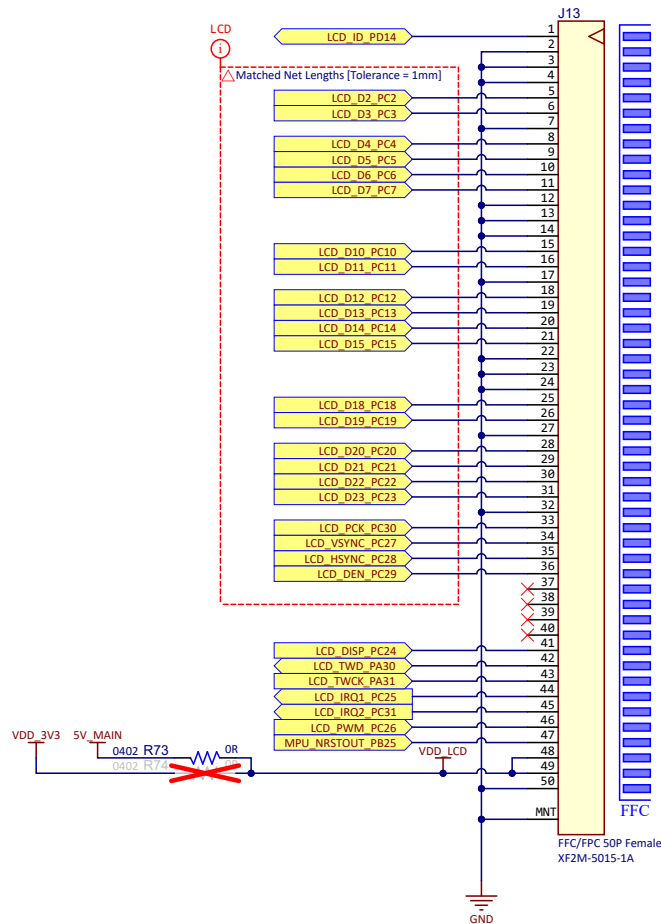 J13
LCD
i
LCD_ID_PD14 1
2
Matched Net Lengths [Tolerance = 1mm] 3
4
LCD_D2_PC2 5
LCD_D3_PC3 6
7
LCD_D4_PC4 8
LCD_D5_PC5 9
LCD_D6_PC6 10
LCD_D7_PC7 11
12
13
14
LCD_D10_PC10 15
LCD_D11_PC11 16
17
LCD_D12_PC12 18
LCD_D13_PC13 19
LCD_D14_PC14 20
LCD_D15_PC15 21
22
23
24
LCD_D18_PC18 25
LCD_D19_PC19 26
27
LCD_D20_PC20 28
LCD_D21_PC21 29
LCD_D22_PC22 30
LCD_D23_PC23 31
32
LCD_PCK_PC30 33
LCD_VSYNC_PC27 34
LCD_HSYNC_PC28 35
LCD_DEN_PC29 36
37
38
39
40
LCD_DISP_PC24 41
LCD_TWD_PA30 42
LCD_TWCK_PA31 43
LCD_IRQ1_PC25 44
LCD_IRQ2_PC31 45
LCD_PWM_PC26 46
MPU_NRSTOUT_PB25 47
VDD_3V3 5V_MAIN
0402 R73 0R VDD_LCD 48
0402 R74 0R 49
50
MNT FFC
FFC/FPC 50P Female
XF2M-5015-1A
GND